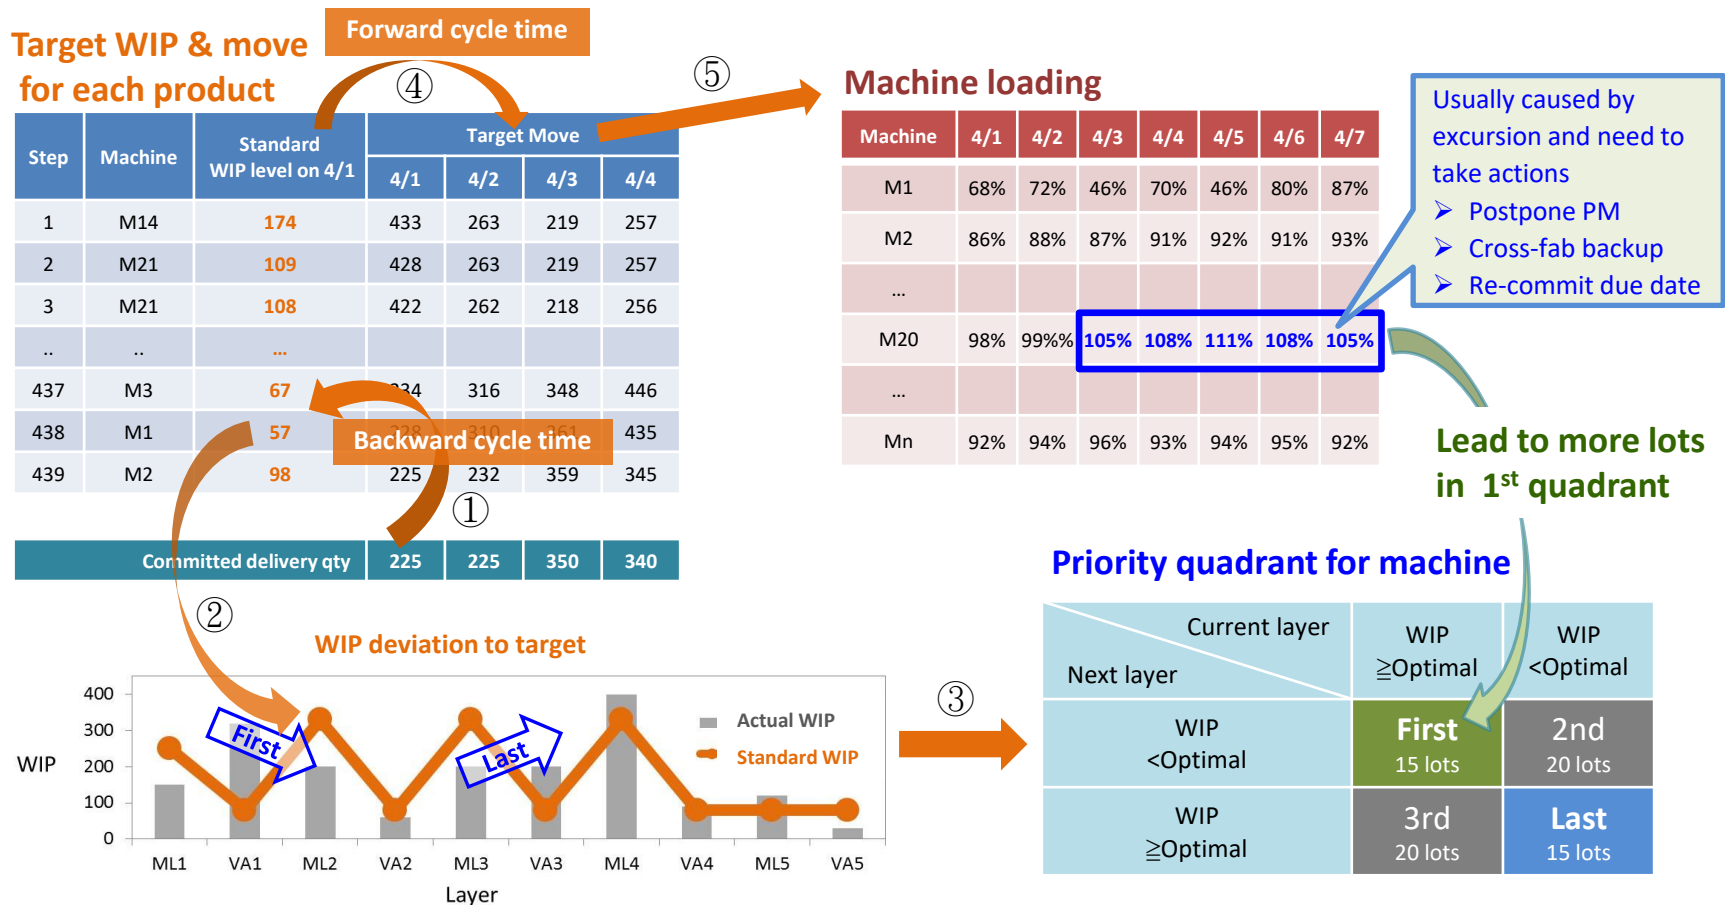 Target WIP & move
for each product
Forward cycle time
④
⑤
Step Machine Standard WIP level on 4/1 Target Move
4/1 4/2 4/3 4/4
1 M14 174 433 263 219 257
2 M21 109 428 263 219 257
3 M21 108 422 262 218 256
.. .. ...
437 M3 67 234 316 348 446
438 M1 57 228 310 361 435
Backward cycle time
439 M2 98 225 232 359 345
①
Committed delivery qty 225 225 350 340
Machine loading
Machine 4/1 4/2 4/3 4/4 4/5 4/6 4/7
M1 68% 72% 46% 70% 46% 80% 87%
M2 86% 88% 87% 91% 92% 91% 93%
...
M20 98% 99%% 105% 108% 111% 108% 105%
...
Mn 92% 94% 96% 93% 94% 95% 92%
Usually caused by
excursion and need to
take actions
➢ Postpone PM
➢ Cross-fab backup
➢ Re-commit due date
Lead to more lots
in 1st quadrant
②
WIP deviation to target
400
300
200
100
0
WIP
First
Last
Actual WIP
Standard WIP
ML1 VA1 ML2 VA2 ML3 VA3 ML4 VA4 ML5 VA5
Layer
③
Priority quadrant for machine
Current layer
Next layer
WIP
≧Optimal
WIP
<Optimal
WIP
<Optimal
First
15 lots
2nd
20 lots
WIP
≧Optimal
3rd
20 lots
Last
15 lots